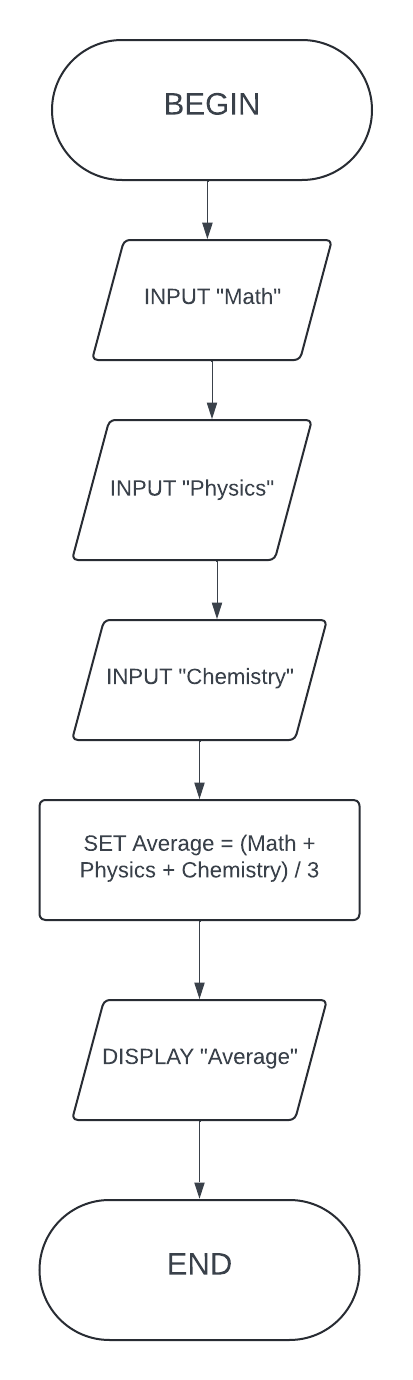 BEGIN
INPUT "Math"
INPUT "Physics"
INPUT "Chemistry"
SET Average = (Math +
Physics + Chemistry) / 3
DISPLAY "Average"
END